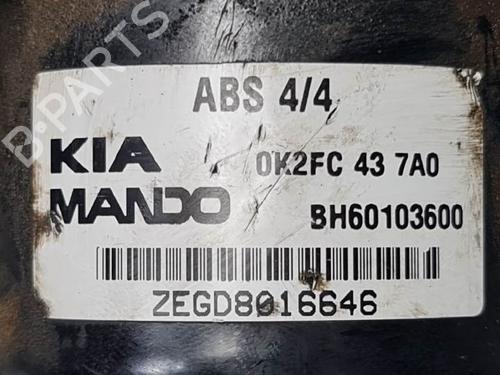 B-PARTS
ABS 4/4
KIA 0K2FC 43 7A0
MANDO BH60103600
ZEGD8016646